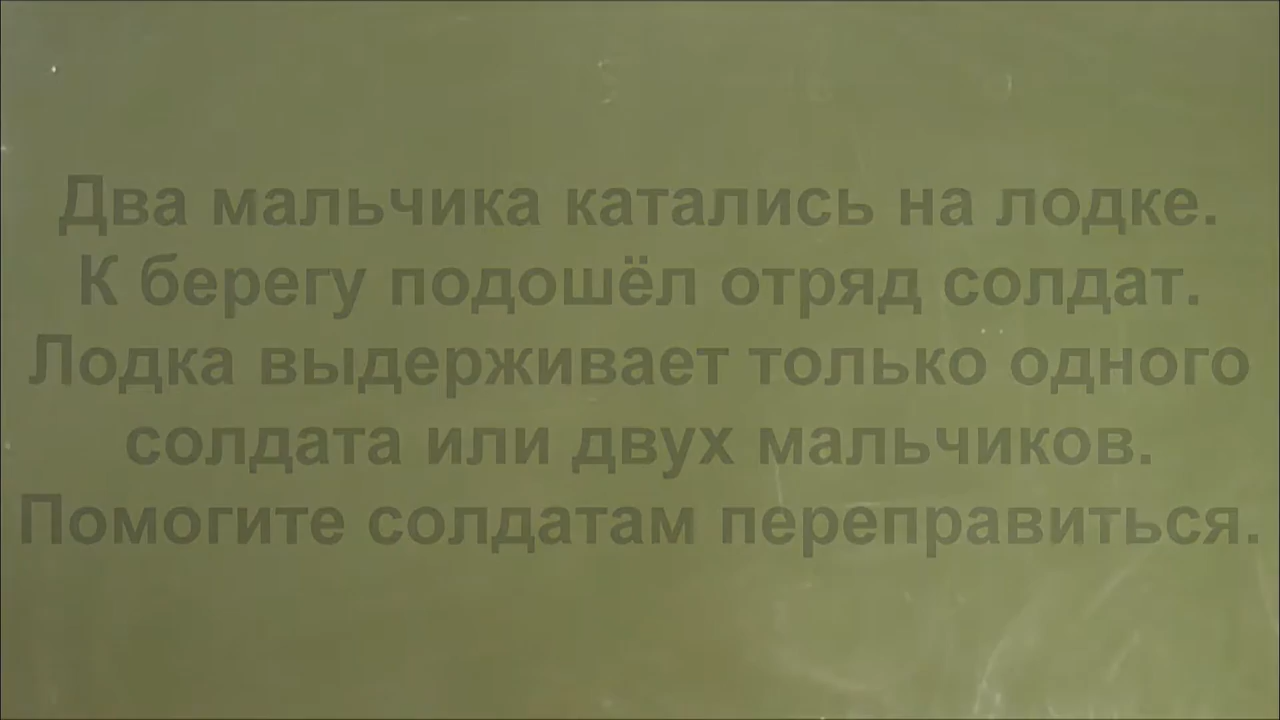 Два мальчика катались на лодке.
К берегу подошёл отряд солдат.
Лодка выдерживает только одного
солдата или двух мальчиков.
Помогите солдатам переправиться.